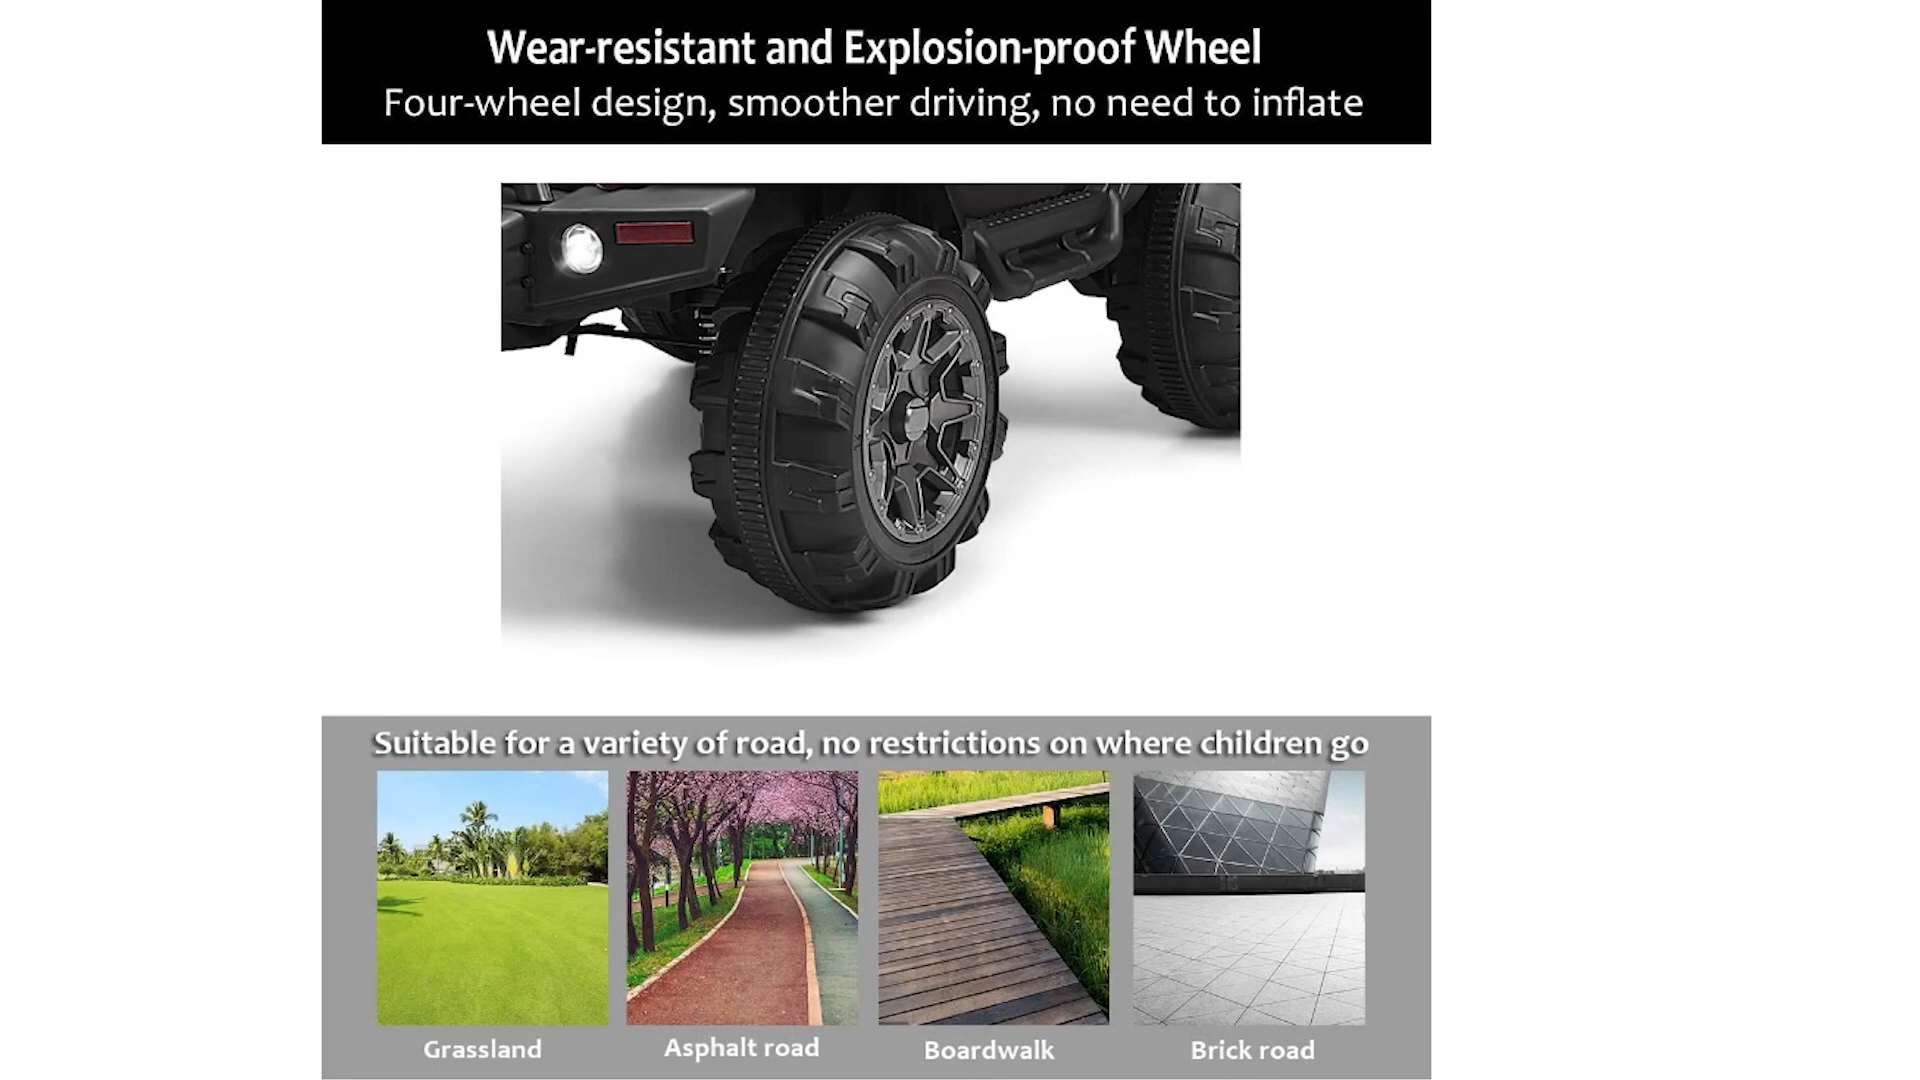 Wear-resistant and Explosion-proof Wheel
Four-wheel design, smoother driving, no need to inflate
Suitable for a variety of road, no restrictions on where children go
Grassland
Asphalt road
Boardwalk
Brick road